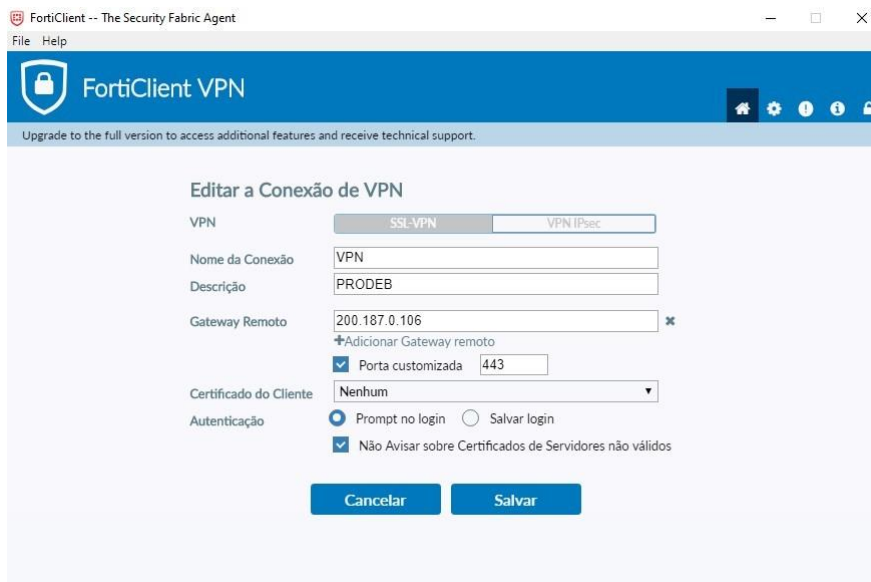 FortiClient -- The Security Fabric Agent
File Help
FortiClient VPN
Upgrade to the full version to access additional features and receive technical support.
Editar a Conexão de VPN
VPN SSL-VPN VPN IPsec
Nome da Conexão VPN
Descrição PRODEB
Gateway Remoto 200.187.0.106
+Adicionar Gateway remoto
Porta customizada 443
Certificado do Cliente Nenhum
Autenticação Prompt no login Salvar login
Não Avisar sobre Certificados de Servidores não válidos
Cancelar Salvar